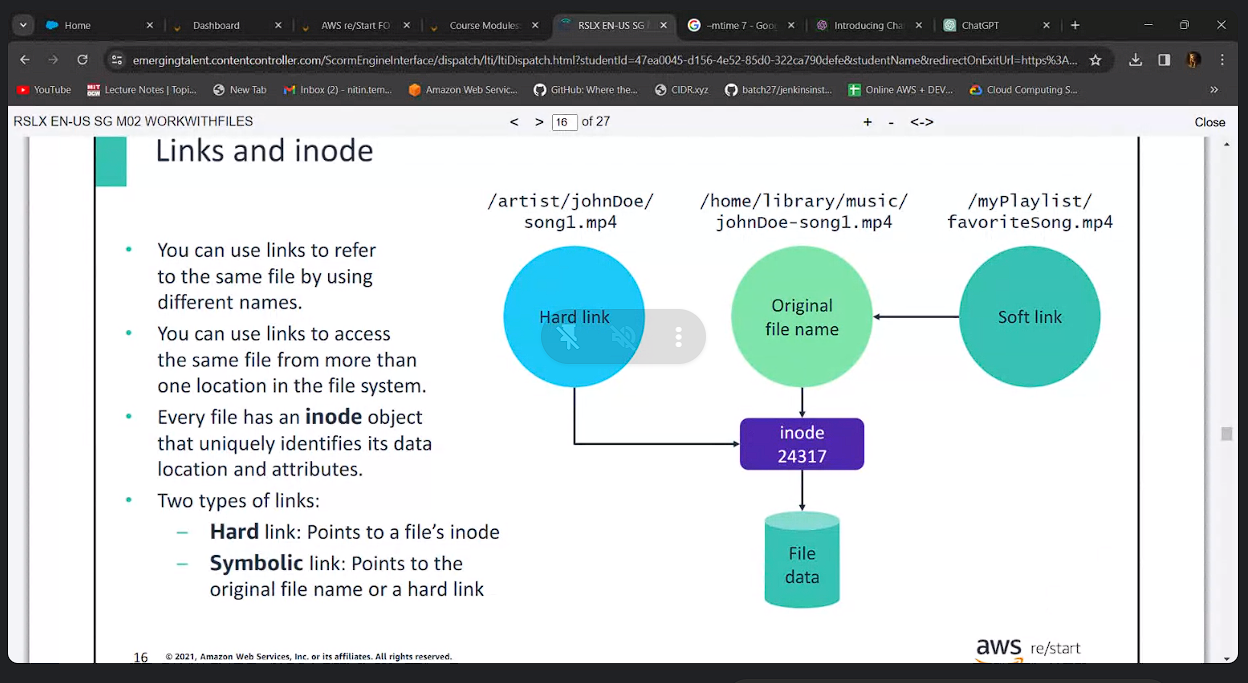 Home
Dashboard
AWS re/Start FO
Course Modules:
RSLX EN-US SG
–mtime 7 - Goo
Introducing Cha
ChatGPT
emergingtalent.contentcontroller.com/ScormEngineInterface/dispatch/lti/ltiDispatch.html?studentId=47ea0045-d156-4e52-85d0-322ca790defe&studentName&redirectOnExitUrl=https%3A...
YouTube
MIT OCW
Lecture Notes | Topi...
New Tab
Inbox (2) - nitin.tem...
Amazon Web Servic...
GitHub: Where the...
CIDR.xyz
batch27/jenkinsinst...
Online AWS + DEV...
Cloud Computing S...
»
RSLX EN-US SG M02 WORKWITHFILES
< > 16 of 27
+ - <->
Close
Links and inode
• You can use links to refer
to the same file by using
different names.
• You can use links to access
the same file from more than
one location in the file system.
• Every file has an inode object
that uniquely identifies its data
location and attributes.
• Two types of links:
– Hard link: Points to a file's inode
– Symbolic link: Points to the
original file name or a hard link
/artist/johnDoe/
song1.mp4
/home/library/music/
johnDoe-song1.mp4
/myPlaylist/
favoriteSong.mp4
Hard link
Original
file name
Soft link
inode
24317
File
data
16 © 2021, Amazon Web Services, Inc. or its affiliates. All rights reserved.
aws re/start